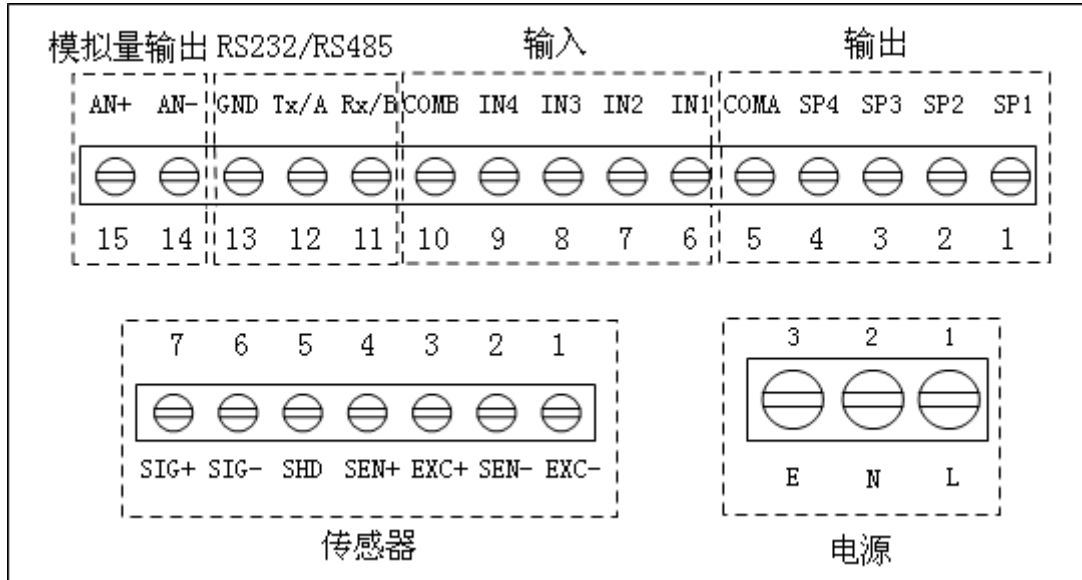 模拟量输出 RS232/RS485 输入 输出
AN+ AN- GND Tx/A Rx/B COMB IN4 IN3 IN2 IN1 COMA SP4 SP3 SP2 SP1
15 14 13 12 11 10 9 8 7 6 5 4 3 2 1
7 6 5 4 3 2 1
SIG+ SIG- SHD SEN+ EXC+ SEN- EXC-
传感器
3 2 1
E N L
电源